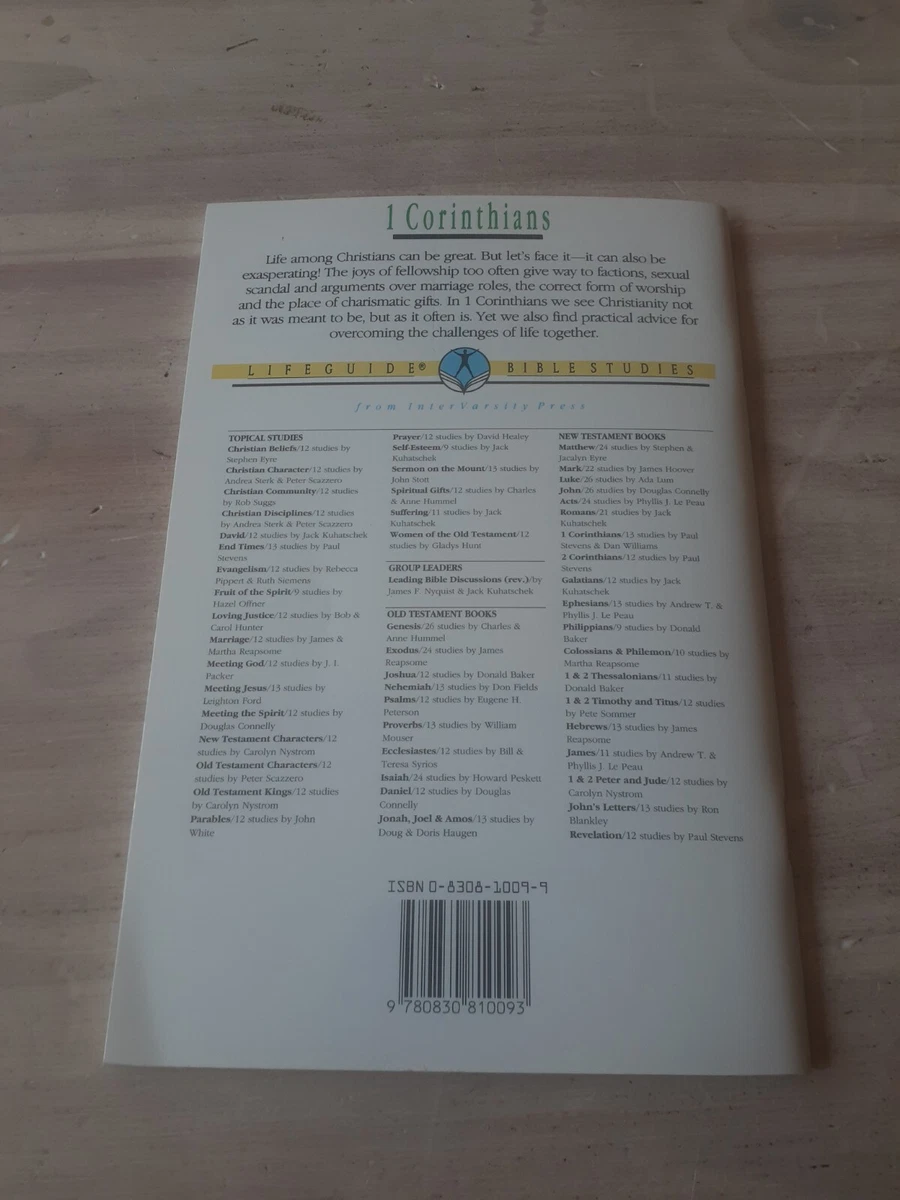 1 Corinthians
Life among Christians can be great. But let's face it—it can also be
exasperating! The joys of fellowship too often give way to factions, sexual
scandal and arguments over marriage roles, the correct form of worship
and the place of charismatic gifts. In 1 Corinthians we see Christianity not
as it was meant to be, but as it often is. Yet we also find practical advice for
overcoming the challenges of life together.
LIFEGUIDE® BIBLE STUDIES
from InterVarsity Press
TOPICAL STUDIES
Christian Beliefs/12 studies by
Stephen Eyre
Christian Character/12 studies by
Andrea Sterk & Peter Scazzero
Christian Community/12 studies
by Rob Suggs
Christian Disciplines/12 studies
by Andrea Sterk & Peter Scazzero
David/12 studies by Jack Kuhatschek
End Times/13 studies by Paul
Stevens
Evangelism/12 studies by Rebecca
Pippert & Ruth Siemens
Fruit of the Spirit/9 studies by
Hazel Offner
Loving Justice/12 studies by Bob &
Carol Hunter
Marriage/12 studies by James &
Martha Reapsome
Meeting God/12 studies by J. I.
Packer
Meeting Jesus/13 studies by
Leighton Ford
Meeting the Spirit/12 studies by
Douglas Connelly
New Testament Characters/12
studies by Carolyn Nystrom
Old Testament Characters/12
studies by Peter Scazzero
Old Testament Kings/12 studies
by Carolyn Nystrom
Parables/12 studies by John
White
Prayer/12 studies by David Healey
Self-Esteem/9 studies by Jack
Kuhatschek
Sermon on the Mount/13 studies by
John Stott
Spiritual Gifts/12 studies by Charles
& Anne Hummel
Suffering/11 studies by Jack
Kuhatschek
Women of the Old Testament/12
studies by Gladys Hunt
GROUP LEADERS
Leading Bible Discussions (rev.)/by
James F. Nyquist & Jack Kuhatschek
OLD TESTAMENT BOOKS
Genesis/26 studies by Charles &
Anne Hummel
Exodus/24 studies by James
Reapsome
Joshua/12 studies by Donald Baker
Nehemiah/13 studies by Don Fields
Psalms/12 studies by Eugene H.
Peterson
Proverbs/13 studies by William
Mouser
Ecclesiastes/12 studies by Bill &
Teresa Syrios
Isaiah/24 studies by Howard Peskett
Daniel/12 studies by Douglas
Connelly
Jonah, Joel & Amos/13 studies by
Doug & Doris Haugen
NEW TESTAMENT BOOKS
Matthew/24 studies by Stephen &
Jacalyn Eyre
Mark/22 studies by James Hoover
Luke/26 studies by Ada Lum
John/26 studies by Douglas Connelly
Acts/24 studies by Phyllis J. Le Peau
Romans/21 studies by Jack
Kuhatschek
1 Corinthians/13 studies by Paul
Stevens & Dan Williams
2 Corinthians/12 studies by Paul
Stevens
Galatians/12 studies by Jack
Kuhatschek
Ephesians/13 studies by Andrew T. &
Phyllis J. Le Peau
Philippians/9 studies by Donald
Baker
Colossians & Philemon/10 studies by
Martha Reapsome
1 & 2 Thessalonians/11 studies by
Donald Baker
1 & 2 Timothy and Titus/12 studies
by Pete Sommer
Hebrews/13 studies by James
Reapsome
James/11 studies by Andrew T. &
Phyllis J. Le Peau
1 & 2 Peter and Jude/12 studies by
Carolyn Nystrom
John's Letters/13 studies by Ron
Blankley
Revelation/12 studies by Paul Stevens
ISBN 0-8308-1009-9
9 780830 810093